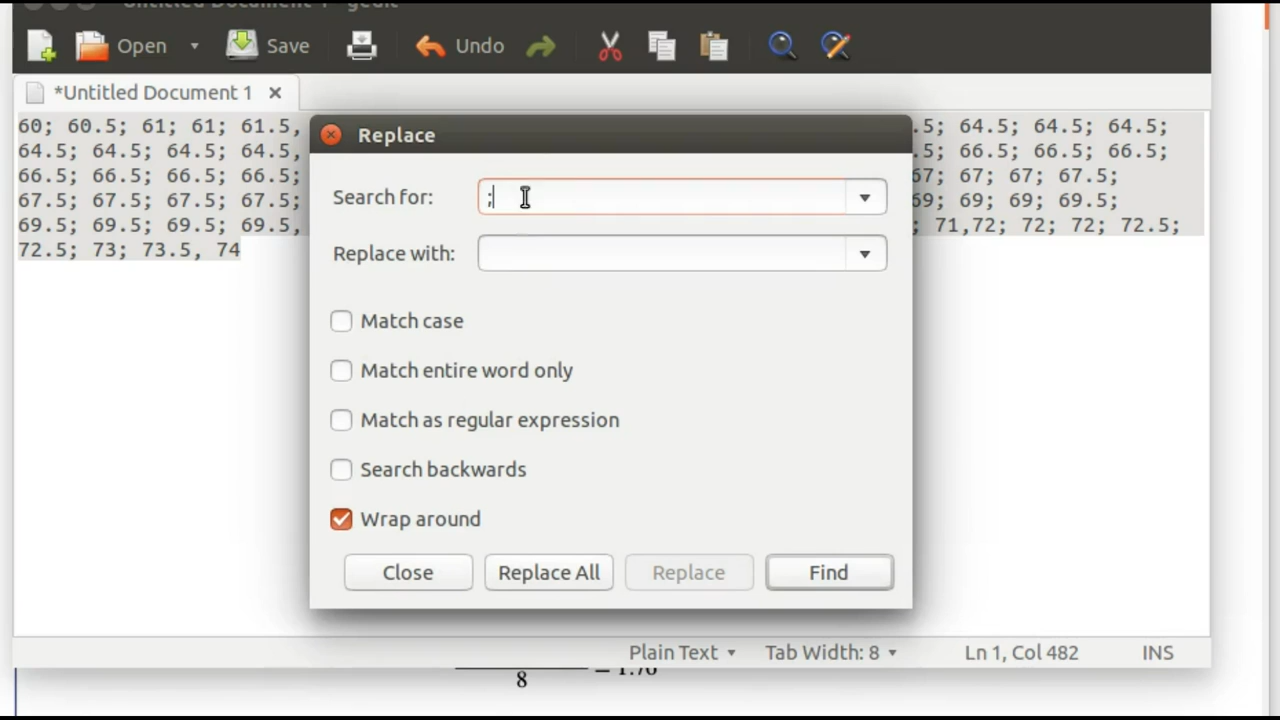 Untitled Document 1 - gedit
Open Save Undo
*Untitled Document 1
60; 60.5; 61; 61; 61.5, .5; 64.5; 64.5; 64.5;
64.5; 64.5; 64.5; 64.5, .5; 66.5; 66.5; 66.5;
66.5; 66.5; 66.5; 66.5; 67; 67; 67; 67.5;
67.5; 67.5; 67.5; 67.5; 69; 69; 69; 69.5;
69.5; 69.5; 69.5; 69.5, ; 71,72; 72; 72; 72.5;
72.5; 73; 73.5, 74
Replace
Search for: ;
Replace with:
Match case
Match entire word only
Match as regular expression
Search backwards
Wrap around
Close Replace All Replace Find
Plain Text Tab Width: 8 Ln 1, Col 482 INS
8 = 1.76